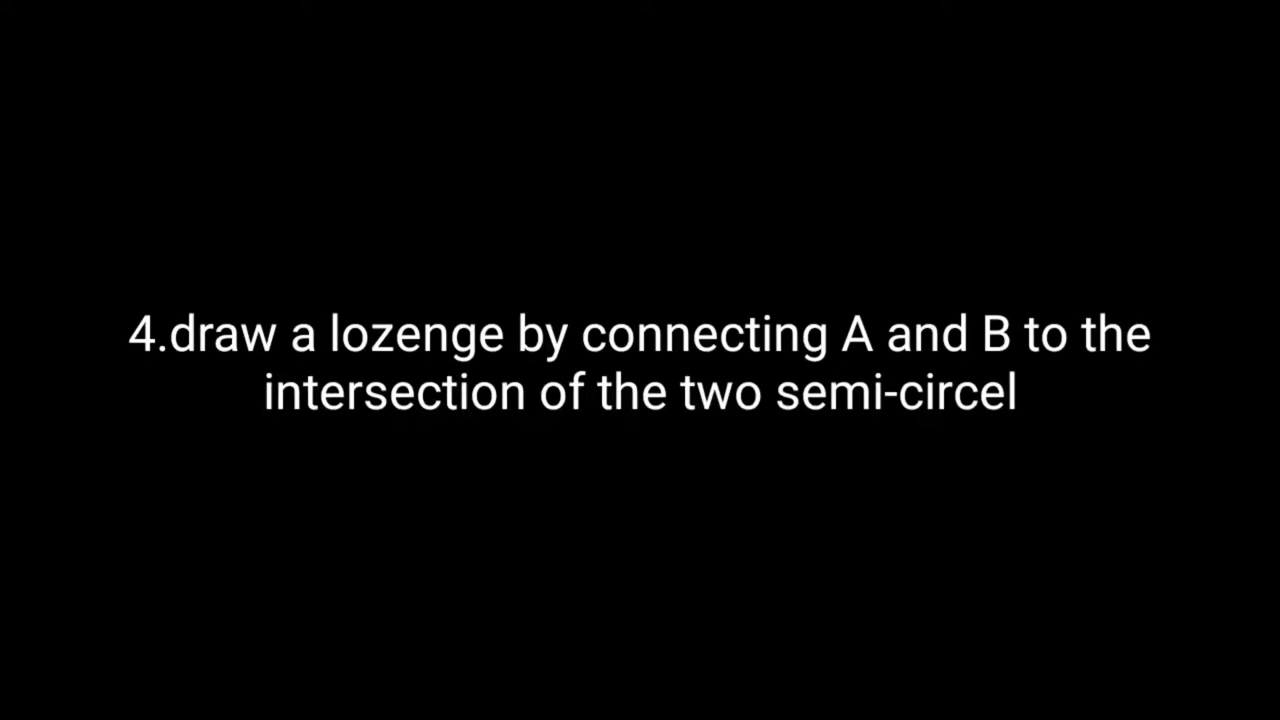 4.draw a lozenge by connecting A and B to the
intersection of the two semi-circel